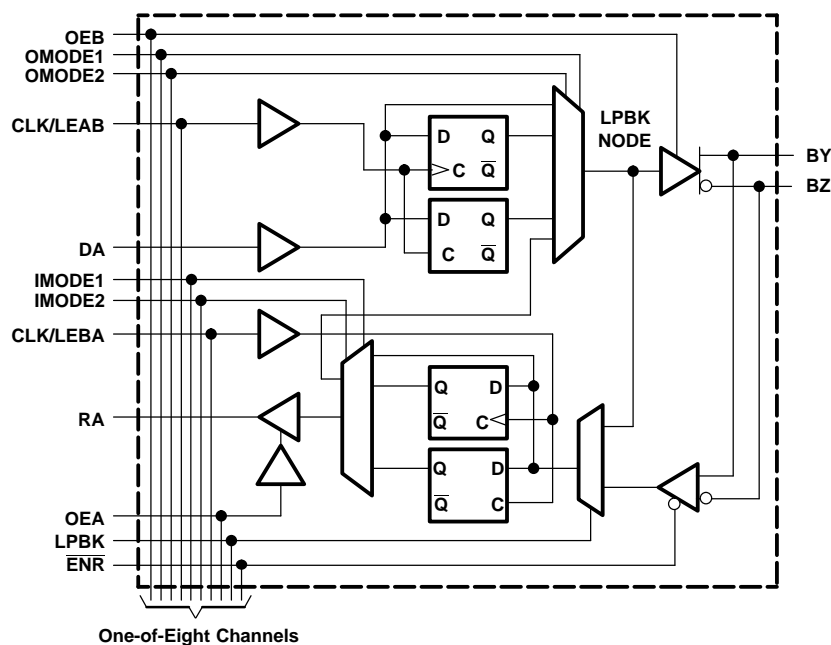 OEB
OMODE1
OMODE2
CLK/LEAB
DA
IMODE1
IMODE2
CLK/LEBA
RA
OEA
LPBK
E̅N̅R̅
D Q
C Q̅
D Q
C Q̅
LPBK
NODE
BY
BZ
Q D
Q̅ C
Q D
Q̅ C
One-of-Eight Channels